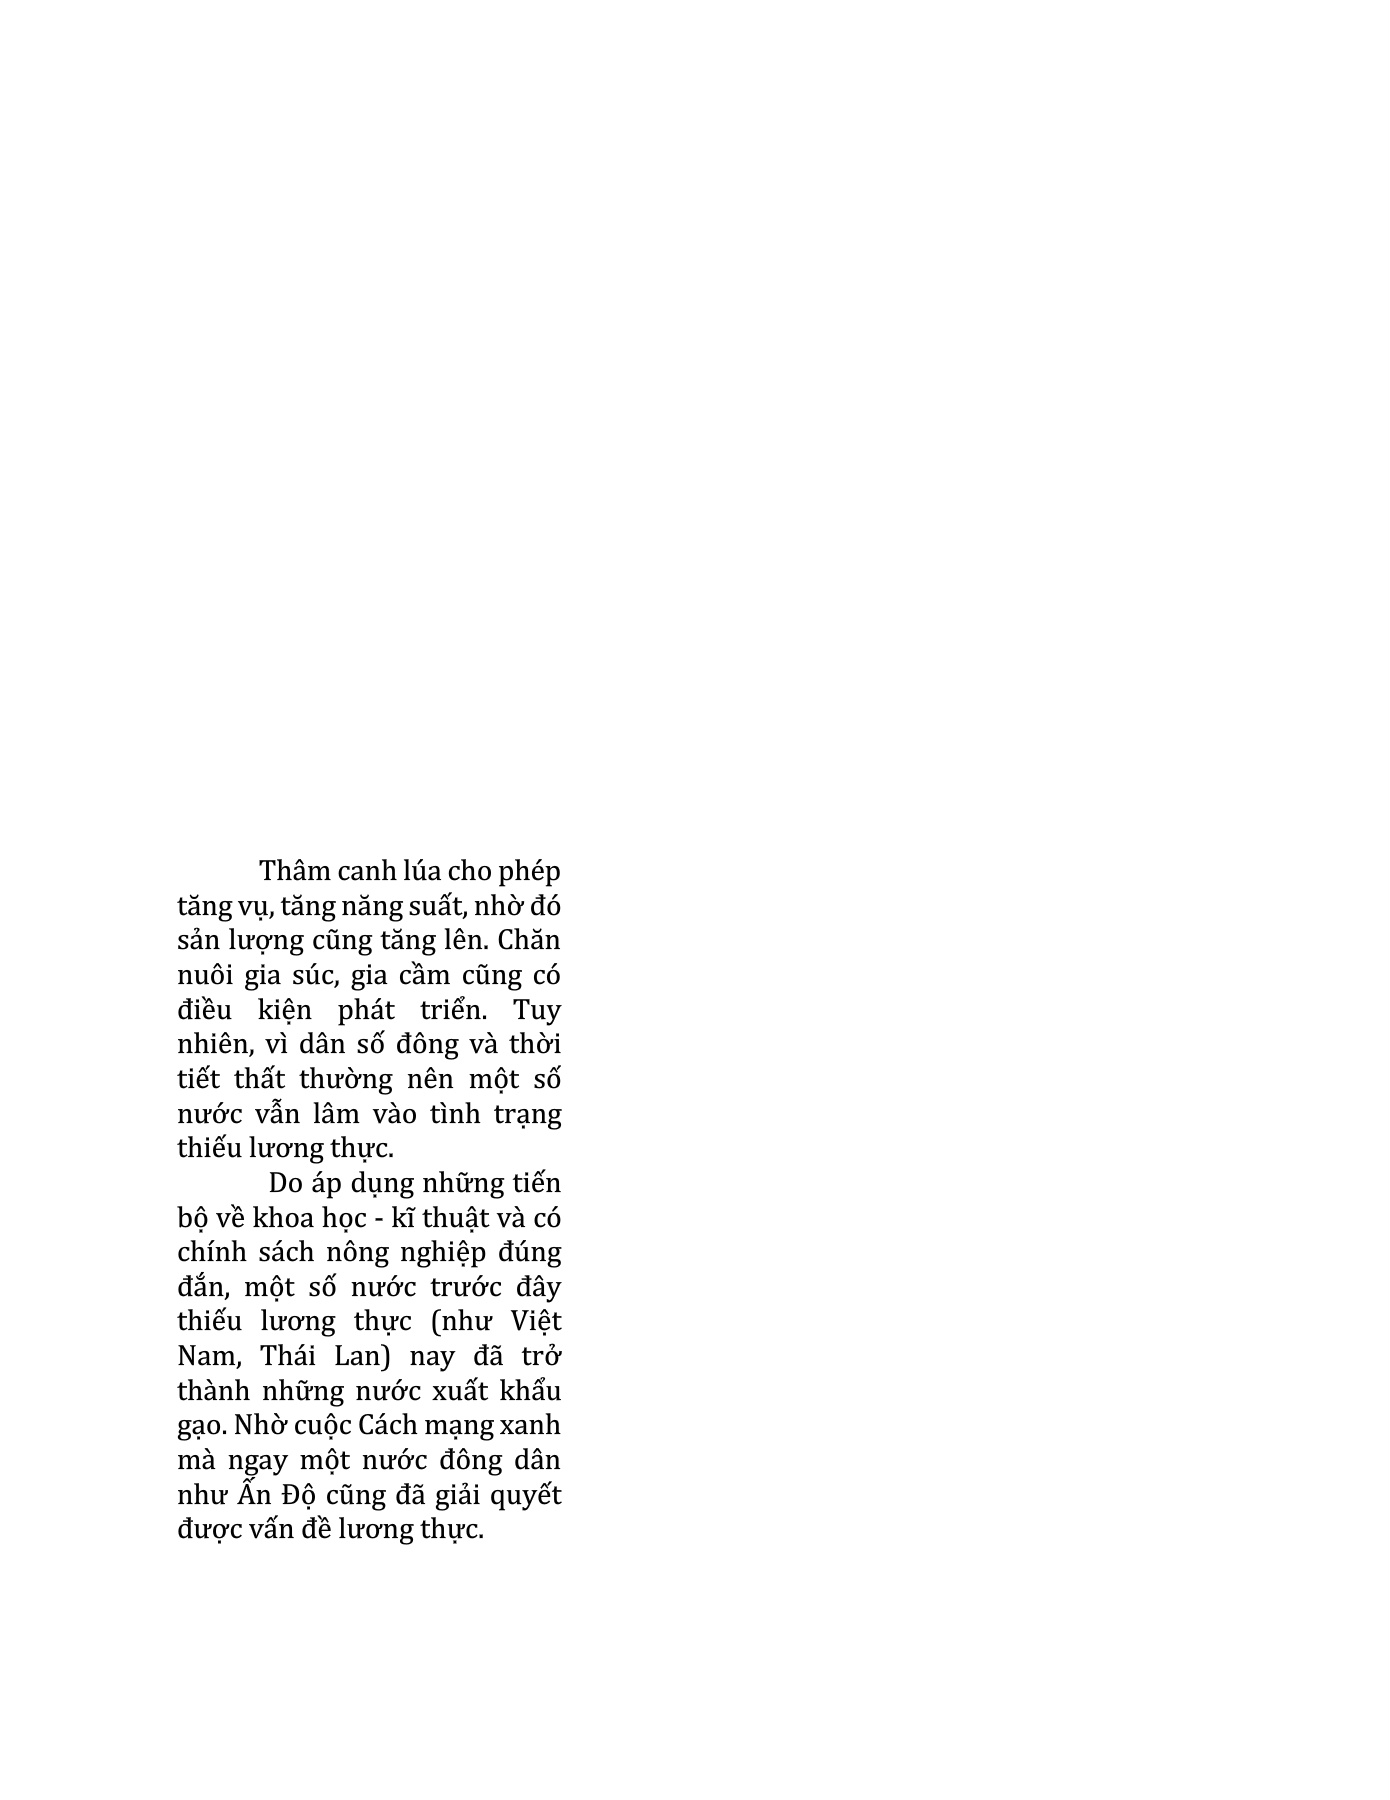 Thâm canh lúa cho phép
tăng vụ, tăng năng suất, nhờ đó
sản lượng cũng tăng lên. Chăn
nuôi gia súc, gia cầm cũng có
điều kiện phát triển. Tuy
nhiên, vì dân số đông và thời
tiết thất thường nên một số
nước vẫn lâm vào tình trạng
thiếu lương thực.
Do áp dụng những tiến
bộ về khoa học - kĩ thuật và có
chính sách nông nghiệp đúng
đắn, một số nước trước đây
thiếu lương thực (như Việt
Nam, Thái Lan) nay đã trở
thành những nước xuất khẩu
gạo. Nhờ cuộc Cách mạng xanh
mà ngay một nước đông dân
như Ấn Độ cũng đã giải quyết
được vấn đề lương thực.